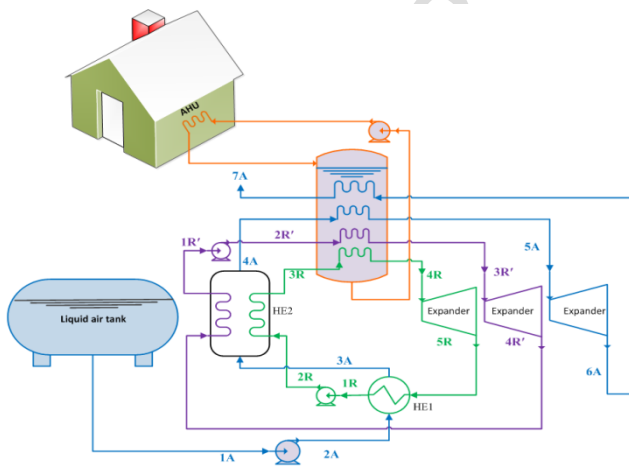 AHU
7A
1R′
2R′
4A
3R
4R
3R′
5A
Liquid air tank
HE2
Expander
Expander
Expander
3A
5R
4R′
2R
1R
HE1
6A
1A
2A